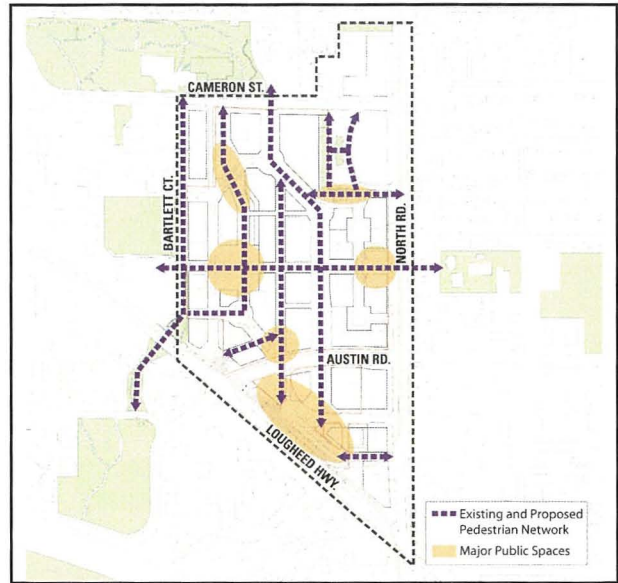 CAMERON ST.
BARTLETT CT.
NORTH RD.
AUSTIN RD.
LOUGHEED HWY.
Existing and Proposed
Pedestrian Network
Major Public Spaces